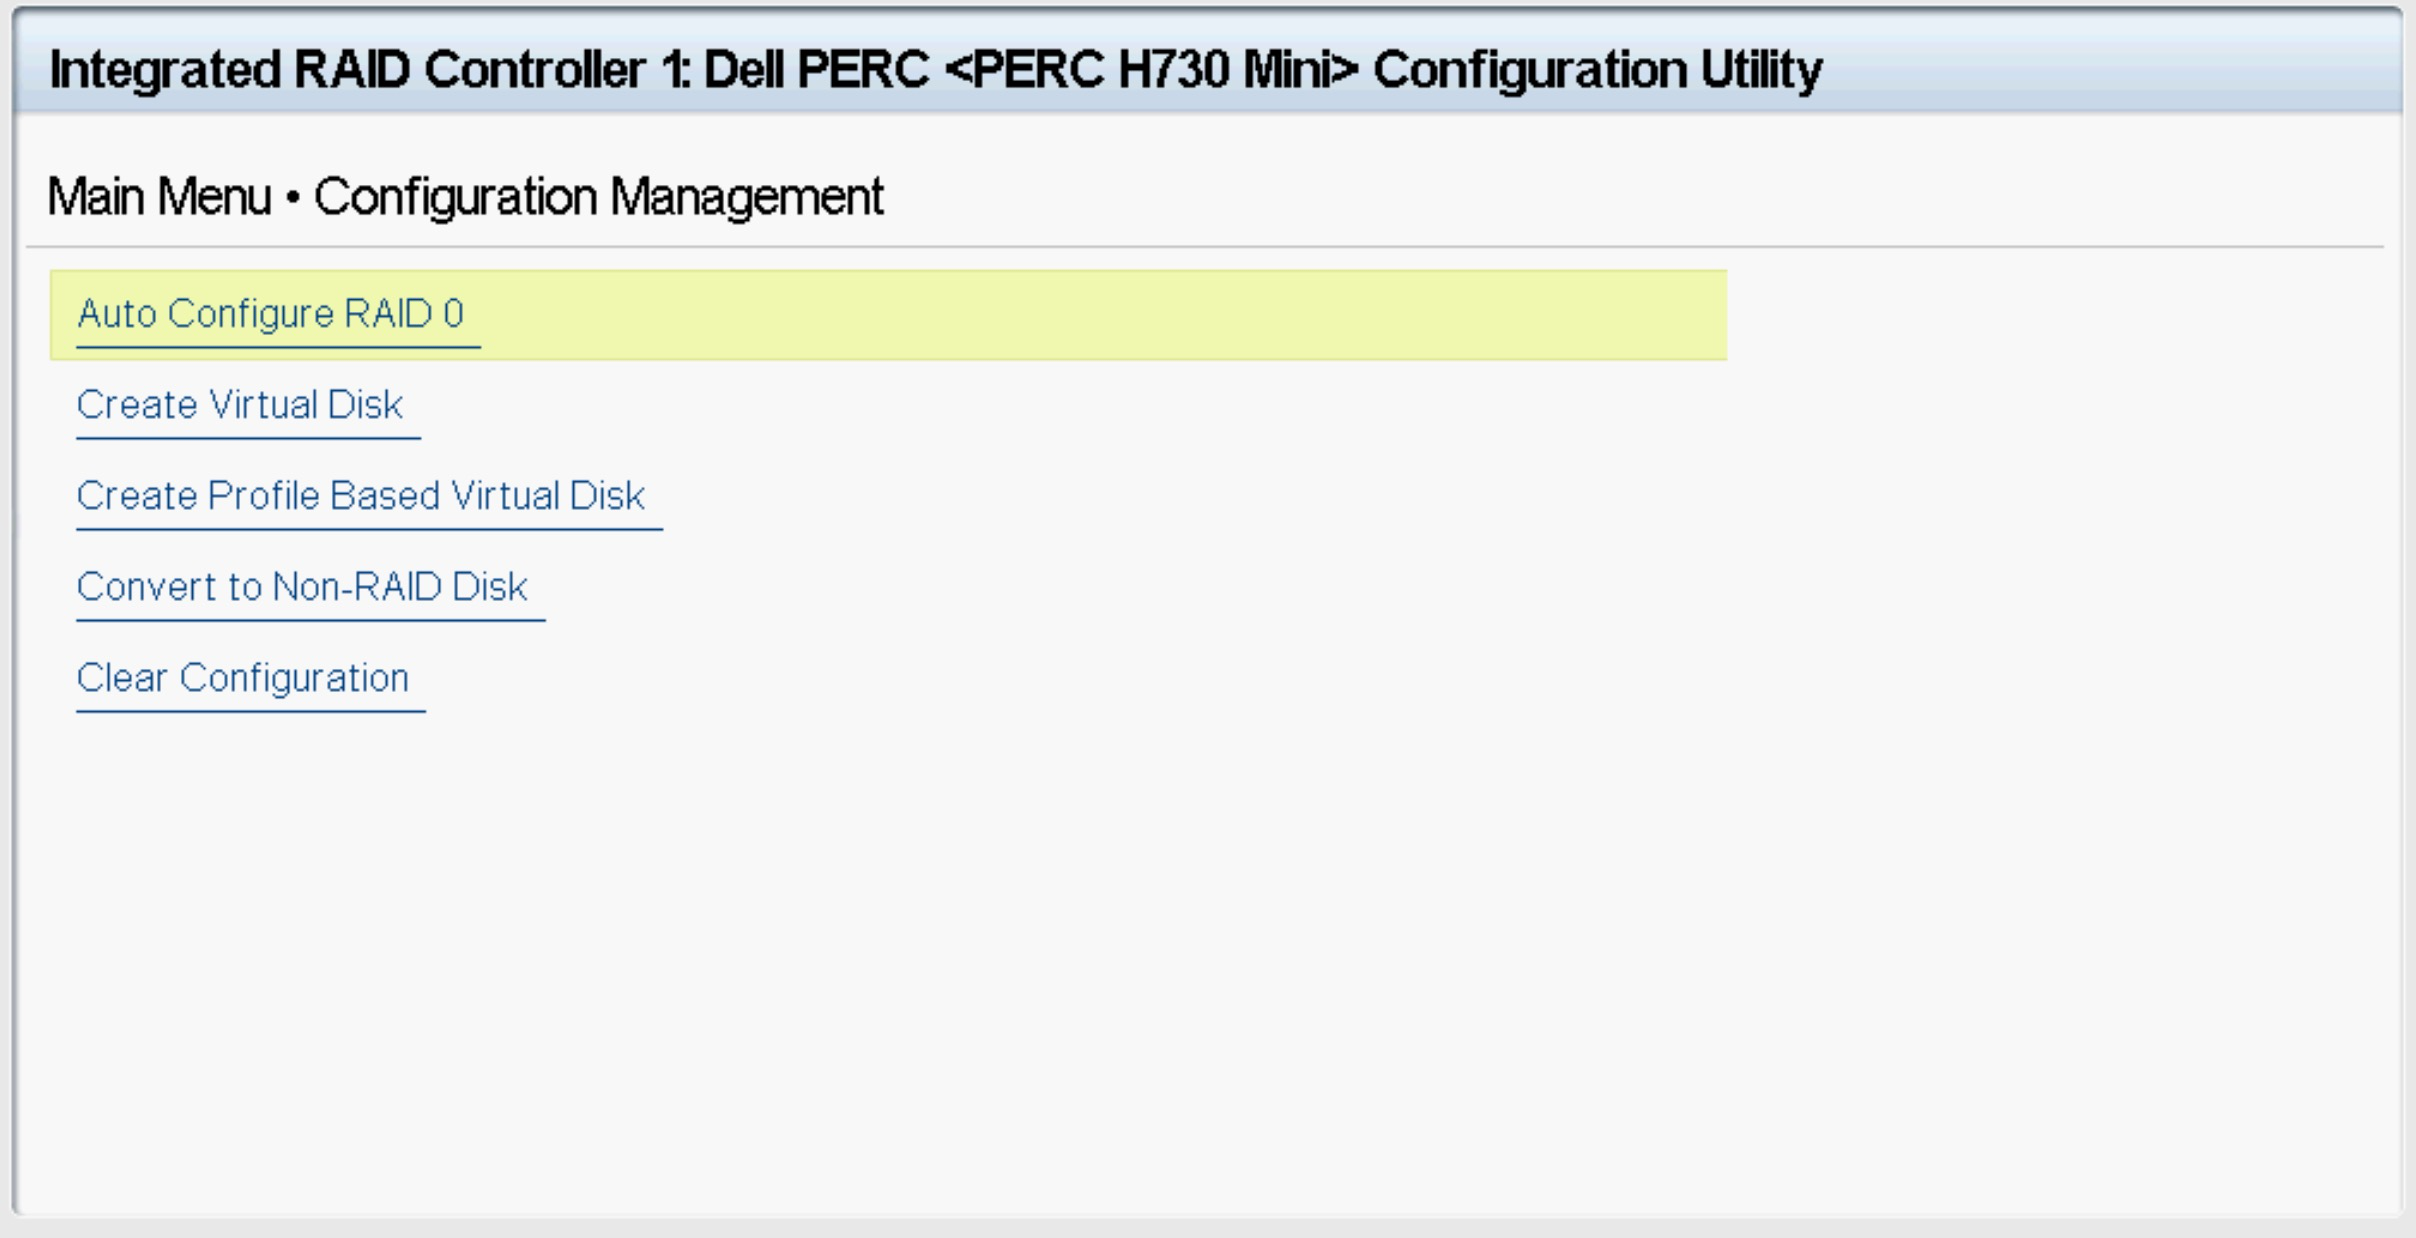 Integrated RAID Controller 1: Dell PERC <PERC H730 Mini> Configuration Utility
Main Menu • Configuration Management
Auto Configure RAID 0
Create Virtual Disk
Create Profile Based Virtual Disk
Convert to Non-RAID Disk
Clear Configuration